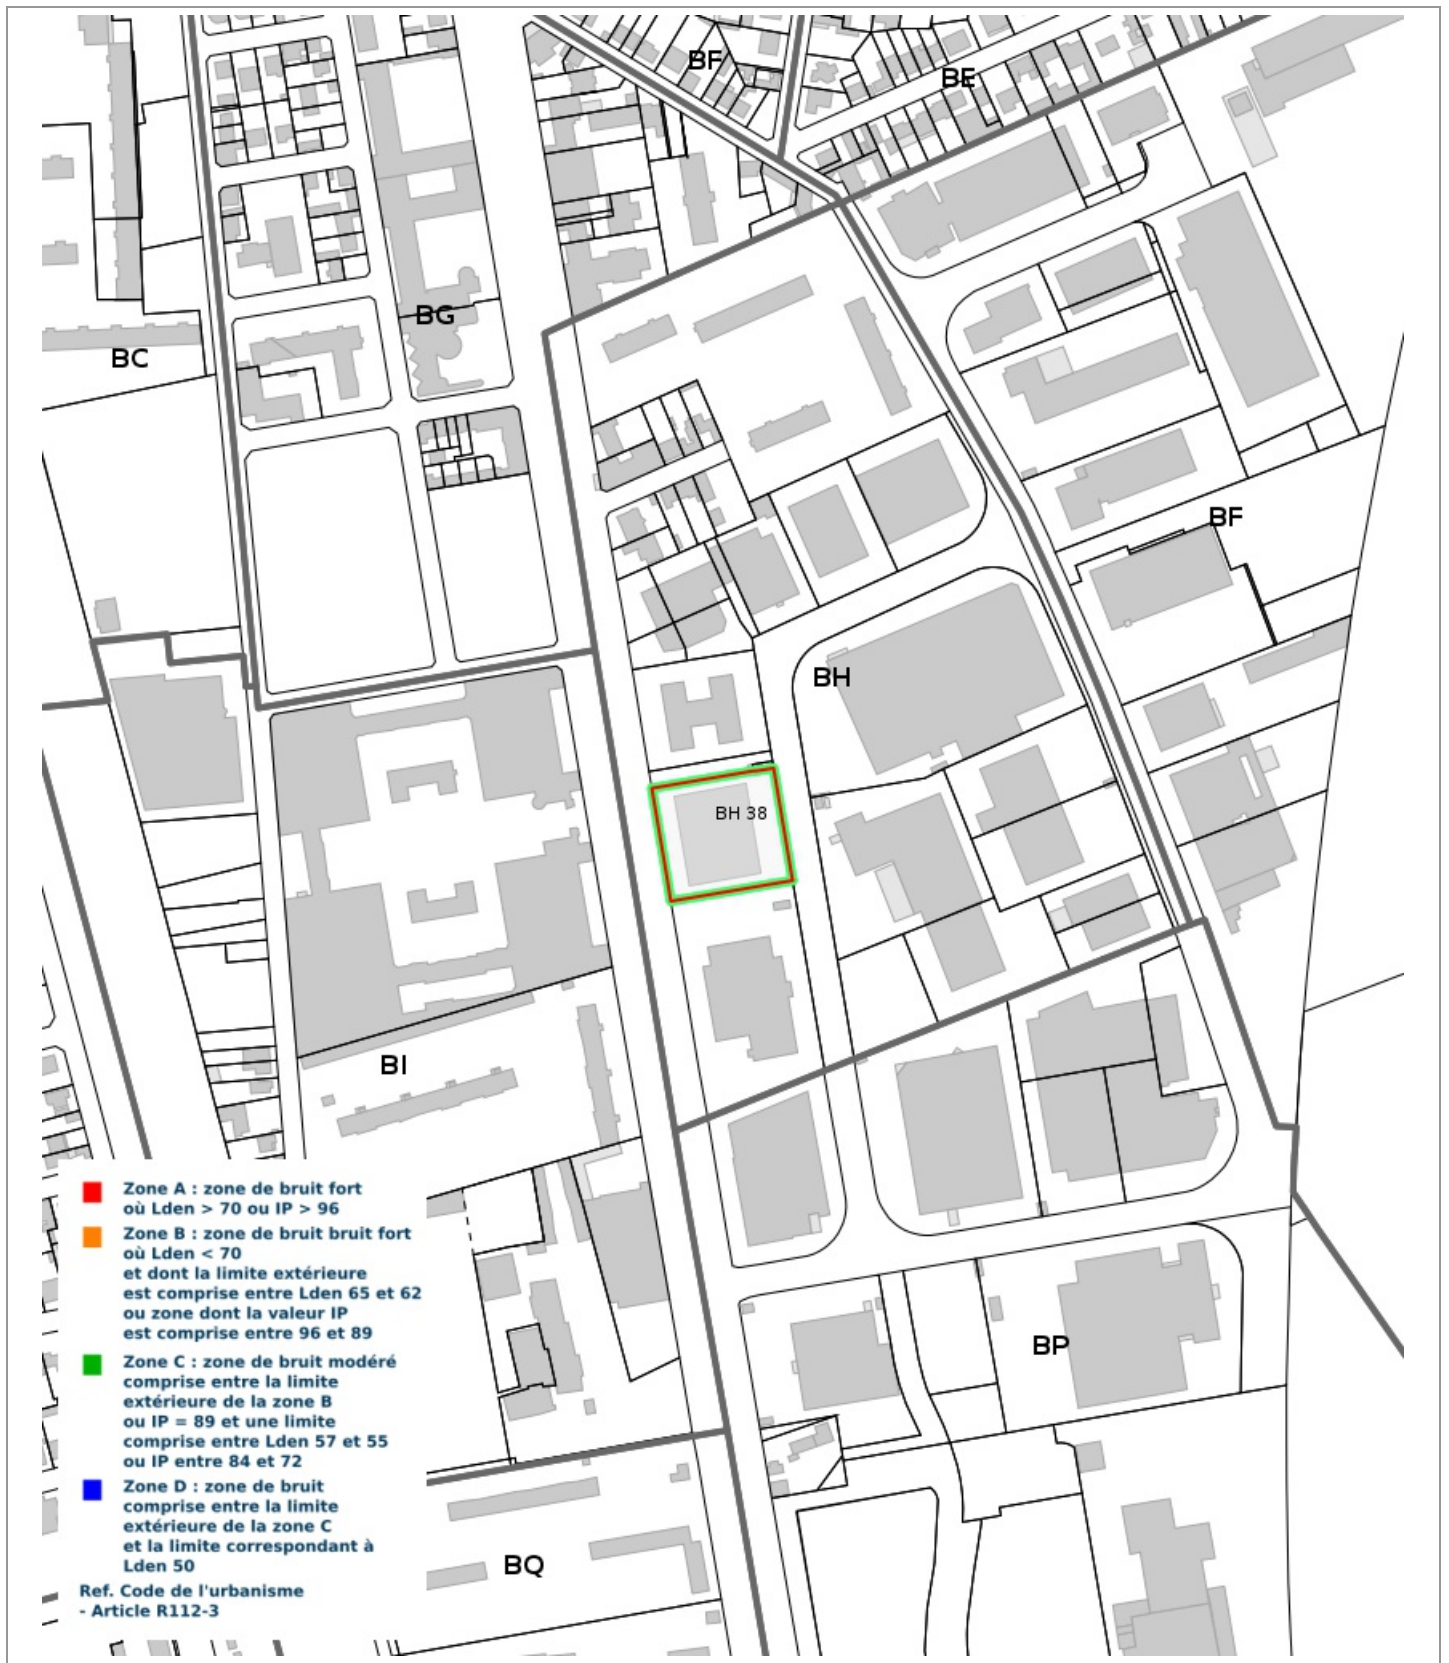 BF
BE
BG
BC
BF
BH
BH 38
BI
Zone A : zone de bruit fort
où Lden > 70 ou IP > 96
Zone B : zone de bruit bruit fort
où Lden < 70
et dont la limite extérieure
est comprise entre Lden 65 et 62
ou zone dont la valeur IP
est comprise entre 96 et 89
BP
Zone C : zone de bruit modéré
comprise entre la limite
extérieure de la zone B
ou IP = 89 et une limite
comprise entre Lden 57 et 55
ou IP entre 84 et 72
Zone D : zone de bruit
comprise entre la limite
extérieure de la zone C
et la limite correspondant à
Lden 50
BQ
Ref. Code de l'urbanisme
- Article R112-3